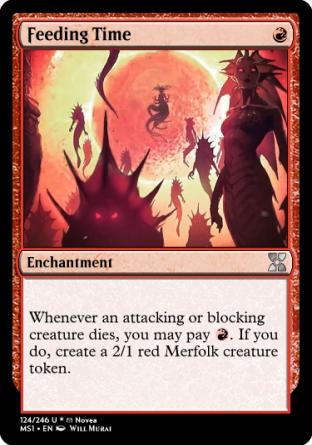 Feeding Time
Enchantment
Whenever an attacking or blocking
creature dies, you may pay . If you
do, create a 2/1 red Merfolk creature
token.
124/246 U * Novea
MS1 • EN Will Murai